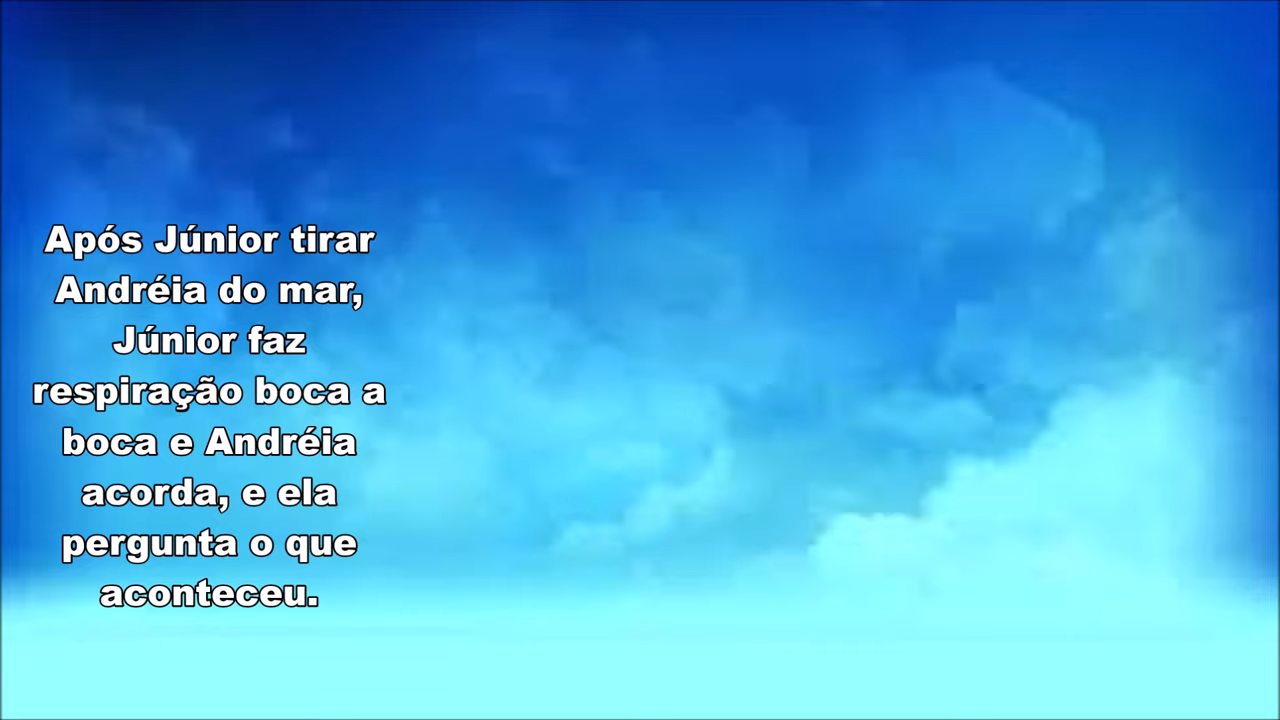 Após Júnior tirar
Andréia do mar,
Júnior faz
respiração boca a
boca e Andréia
acorda, e ela
pergunta o que
aconteceu.